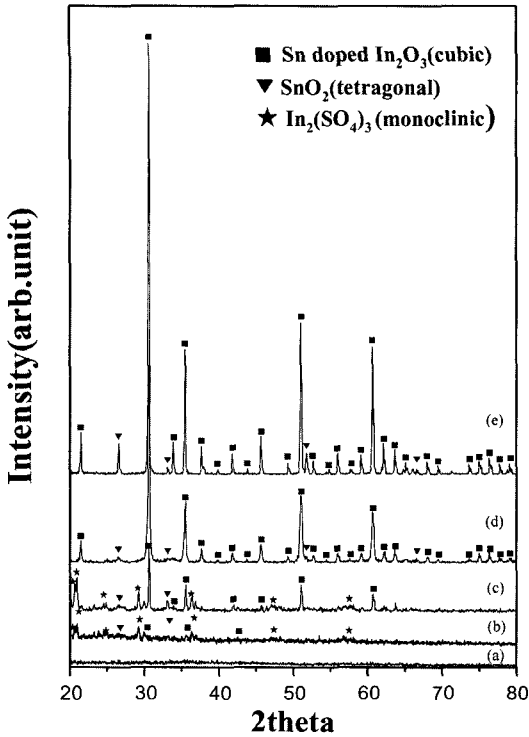 Sn doped In₂O₃(cubic)
SnO₂(tetragonal)
In₂(SO₄)₃ (monoclinic)
Intensity(arb.unit)
(e)
(d)
(c)
(b)
(a)
20 30 40 50 60 70 80
2theta